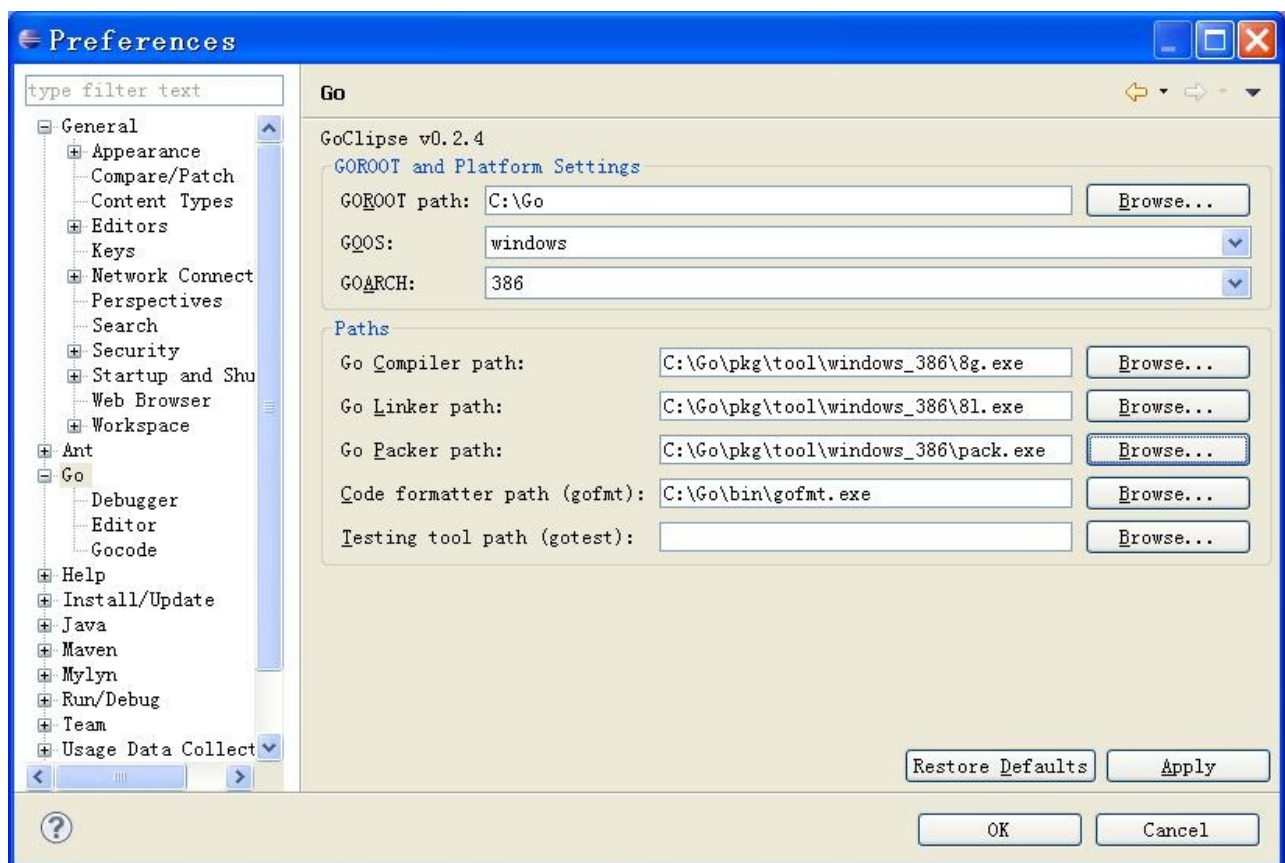 Preferences
type filter text
General
Appearance
Compare/Patch
Content Types
Editors
Keys
Network Connect
Perspectives
Search
Security
Startup and Shu
Web Browser
Workspace
Ant
Go
Debugger
Editor
Gocode
Help
Install/Update
Java
Maven
Mylyn
Run/Debug
Team
Usage Data Collect
Go
GoClipse v0.2.4
GOROOT and Platform Settings
GOROOT path: C:\Go Browse...
GOOS: windows
GOARCH: 386
Paths
Go Compiler path: C:\Go\pkg\tool\windows_386\8g.exe Browse...
Go Linker path: C:\Go\pkg\tool\windows_386\8l.exe Browse...
Go Packer path: C:\Go\pkg\tool\windows_386\pack.exe Browse...
Code formatter path (gofmt): C:\Go\bin\gofmt.exe Browse...
Testing tool path (gotest): Browse...
Restore Defaults Apply
OK Cancel